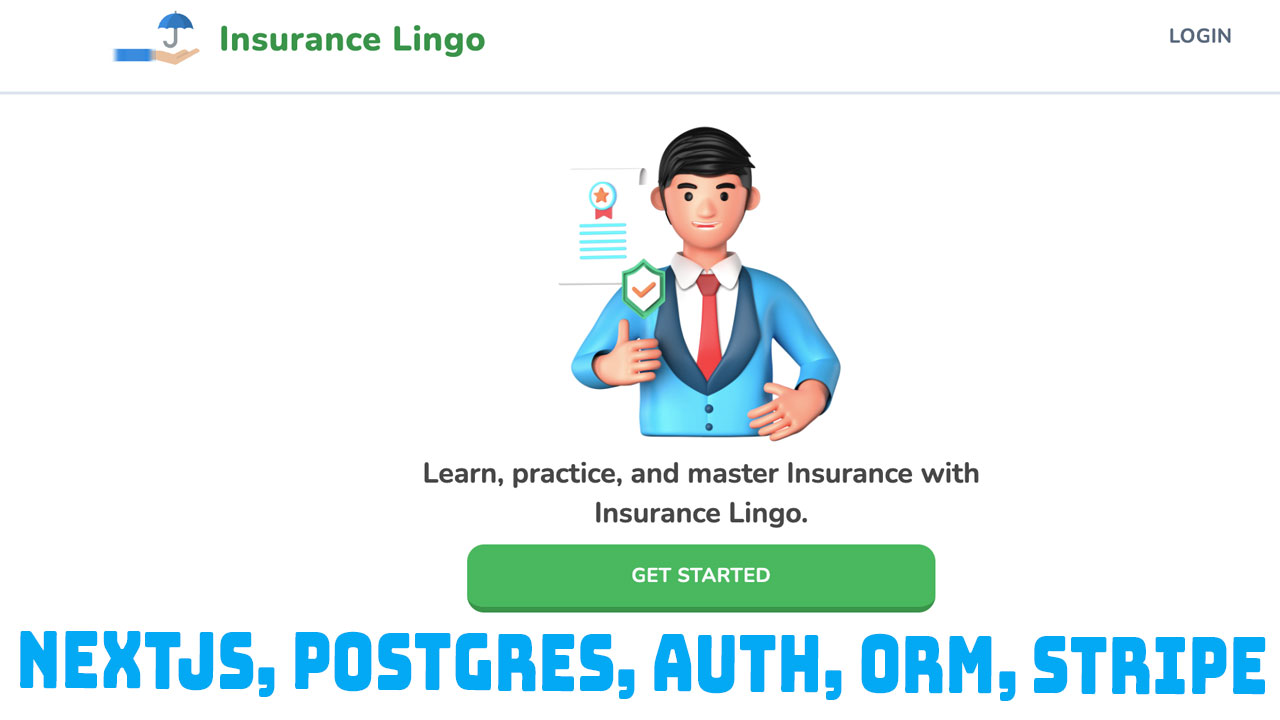 Insurance Lingo
LOGIN
Learn, practice, and master Insurance with
Insurance Lingo.
GET STARTED
NEXTJS, POSTGRES, AUTH, ORM, STRIPE